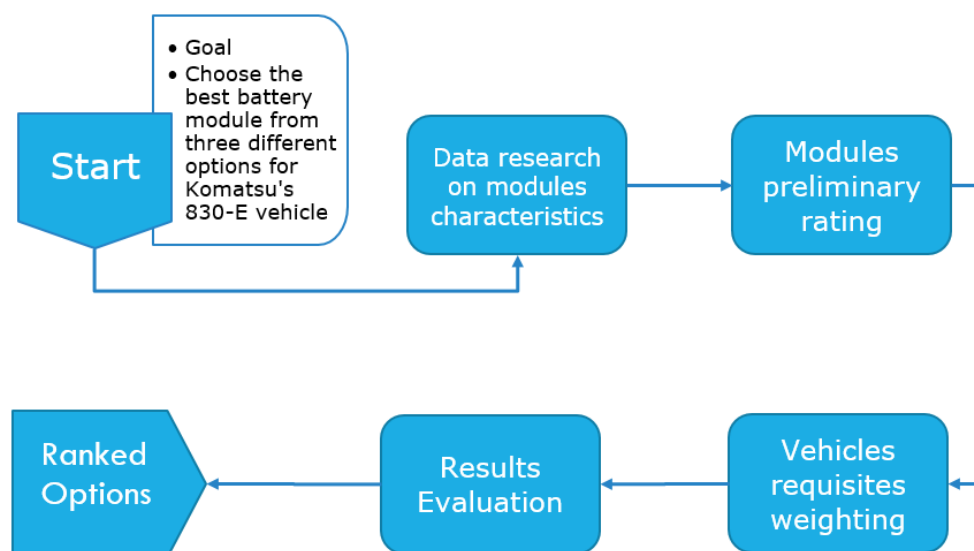 Start
• Goal
• Choose the
best battery
module from
three different
options for
Komatsu's
830-E vehicle
Data research
on modules
characteristics
Modules
preliminary
rating
Vehicles
requisites
weighting
Results
Evaluation
Ranked
Options